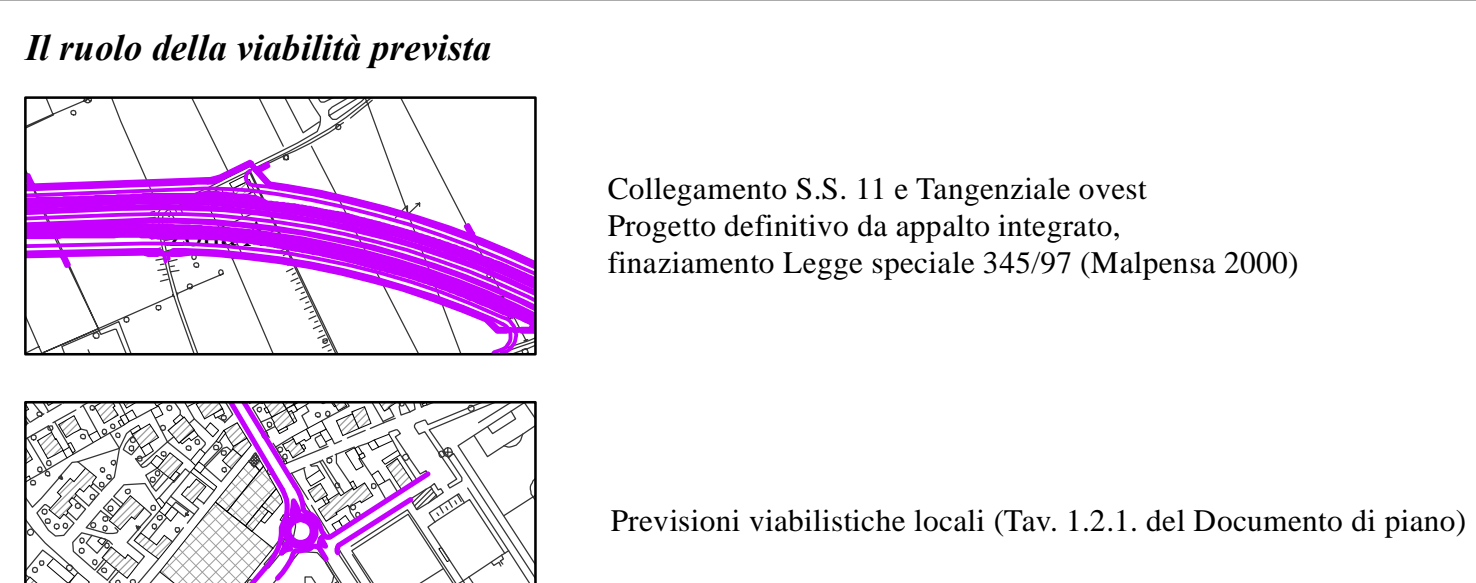 Il ruolo della viabilità prevista
Collegamento S.S. 11 e Tangenziale ovest
Progetto definitivo da appalto integrato,
finaziamento Legge speciale 345/97 (Malpensa 2000)
Previsioni viabilistiche locali (Tav. 1.2.1. del Documento di piano)